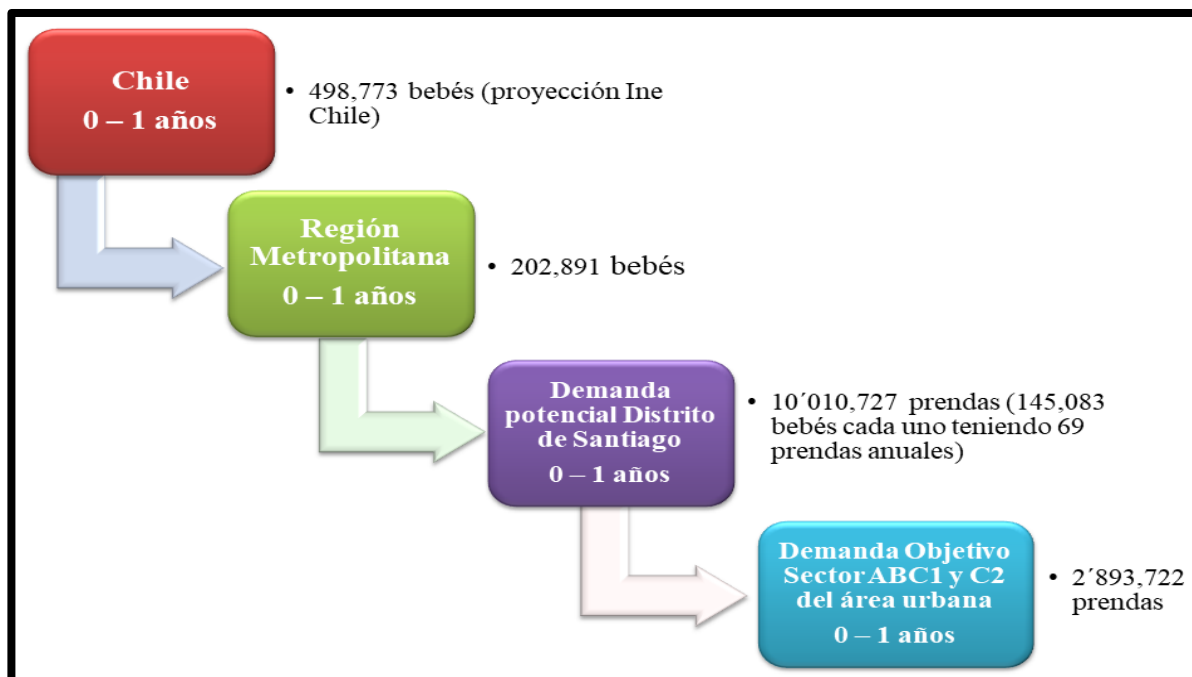 Chile
0 – 1 años
• 498,773 bebés (proyección Ine
Chile)
Región
Metropolitana
0 – 1 años
• 202,891 bebés
Demanda
potencial Distrito
de Santiago
0 – 1 años
• 10´010,727 prendas (145,083
bebés cada uno teniendo 69
prendas anuales)
Demanda Objetivo
Sector ABC1 y C2
del área urbana
0 – 1 años
• 2´893,722
prendas